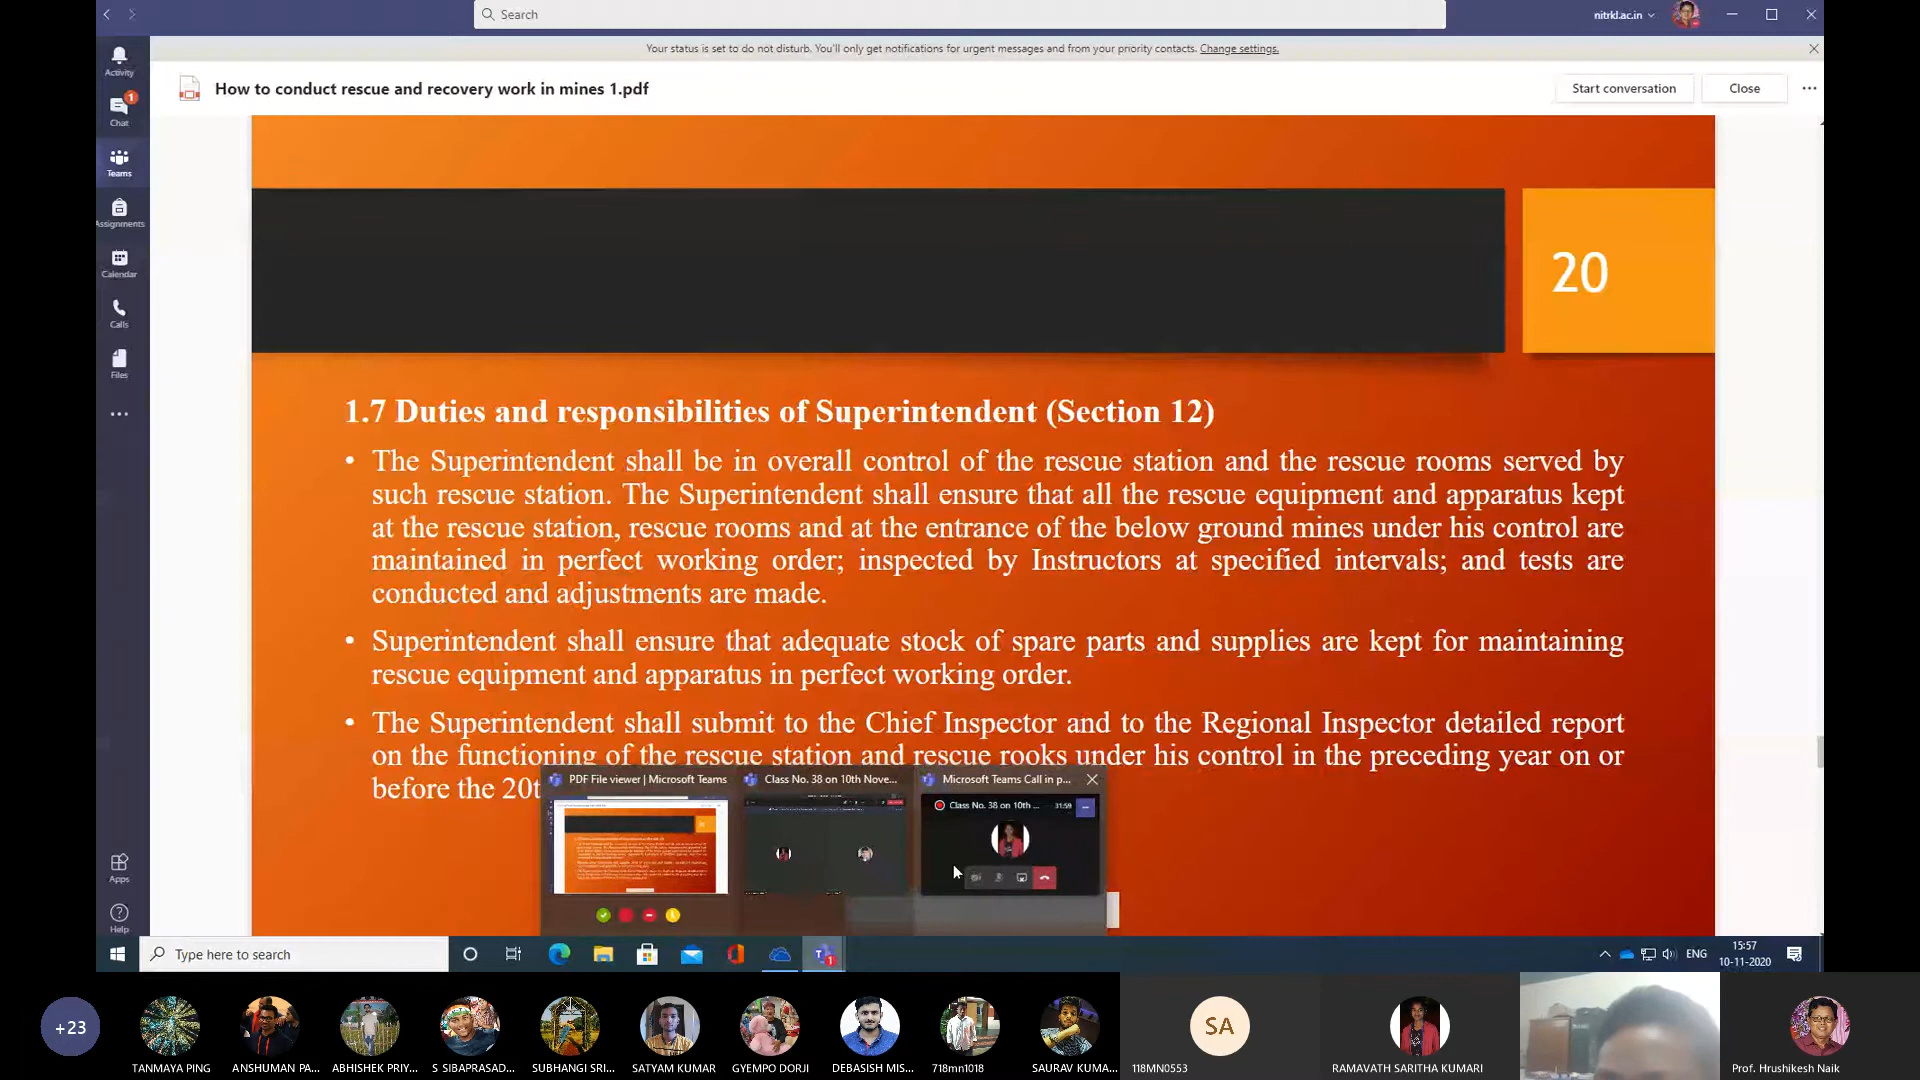 Search
nitrkl.ac.in
Your status is set to do not disturb. You'll only get notifications for urgent messages and from your priority contacts. Change settings.
Activity
Chat
1
Teams
Assignments
Calendar
Calls
Files
Apps
Help
How to conduct rescue and recovery work in mines 1.pdf
Start conversation
Close
20
1.7 Duties and responsibilities of Superintendent (Section 12)
• The Superintendent shall be in overall control of the rescue station and the rescue rooms served by
such rescue station. The Superintendent shall ensure that all the rescue equipment and apparatus kept
at the rescue station, rescue rooms and at the entrance of the below ground mines under his control are
maintained in perfect working order; inspected by Instructors at specified intervals; and tests are
conducted and adjustments are made.
• Superintendent shall ensure that adequate stock of spare parts and supplies are kept for maintaining
rescue equipment and apparatus in perfect working order.
• The Superintendent shall submit to the Chief Inspector and to the Regional Inspector detailed report
on the functioning of the rescue station and rescue rooks under his control in the preceding year on or
before the 20t
PDF File viewer | Microsoft Teams
Class No. 38 on 10th Nove...
Microsoft Teams Call in p...
Class No. 38 on 10th ...
31:59
Type here to search
1
ENG
15:57
10-11-2020
+23
TANMAYA PING
ANSHUMAN PA...
ABHISHEK PRIY...
S SIBAPRASAD...
SUBHANGI SRI...
SATYAM KUMAR
GYEMPO DORJI
DEBASISH MIS...
718mn1018
SAURAV KUMA...
SA
118MN0553
RAMAVATH SARITHA KUMARI
Prof. Hrushikesh Naik